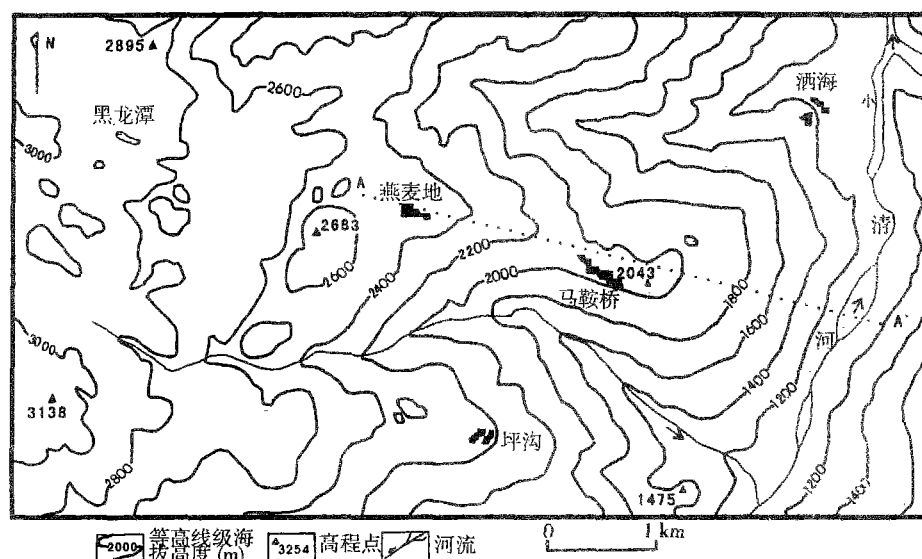 N
2895
2600
洒海
小
黑龙潭
3000
A
燕麦地
2683
清
2200
2600
2400
2000
2043
马鞍桥
1800
A
1600
河
3000
3138
1400
1200
坪沟
2800
1475
1200
1400
2000 等高线级海
拔高度(m)
3254 高程点
河流
0 1 km